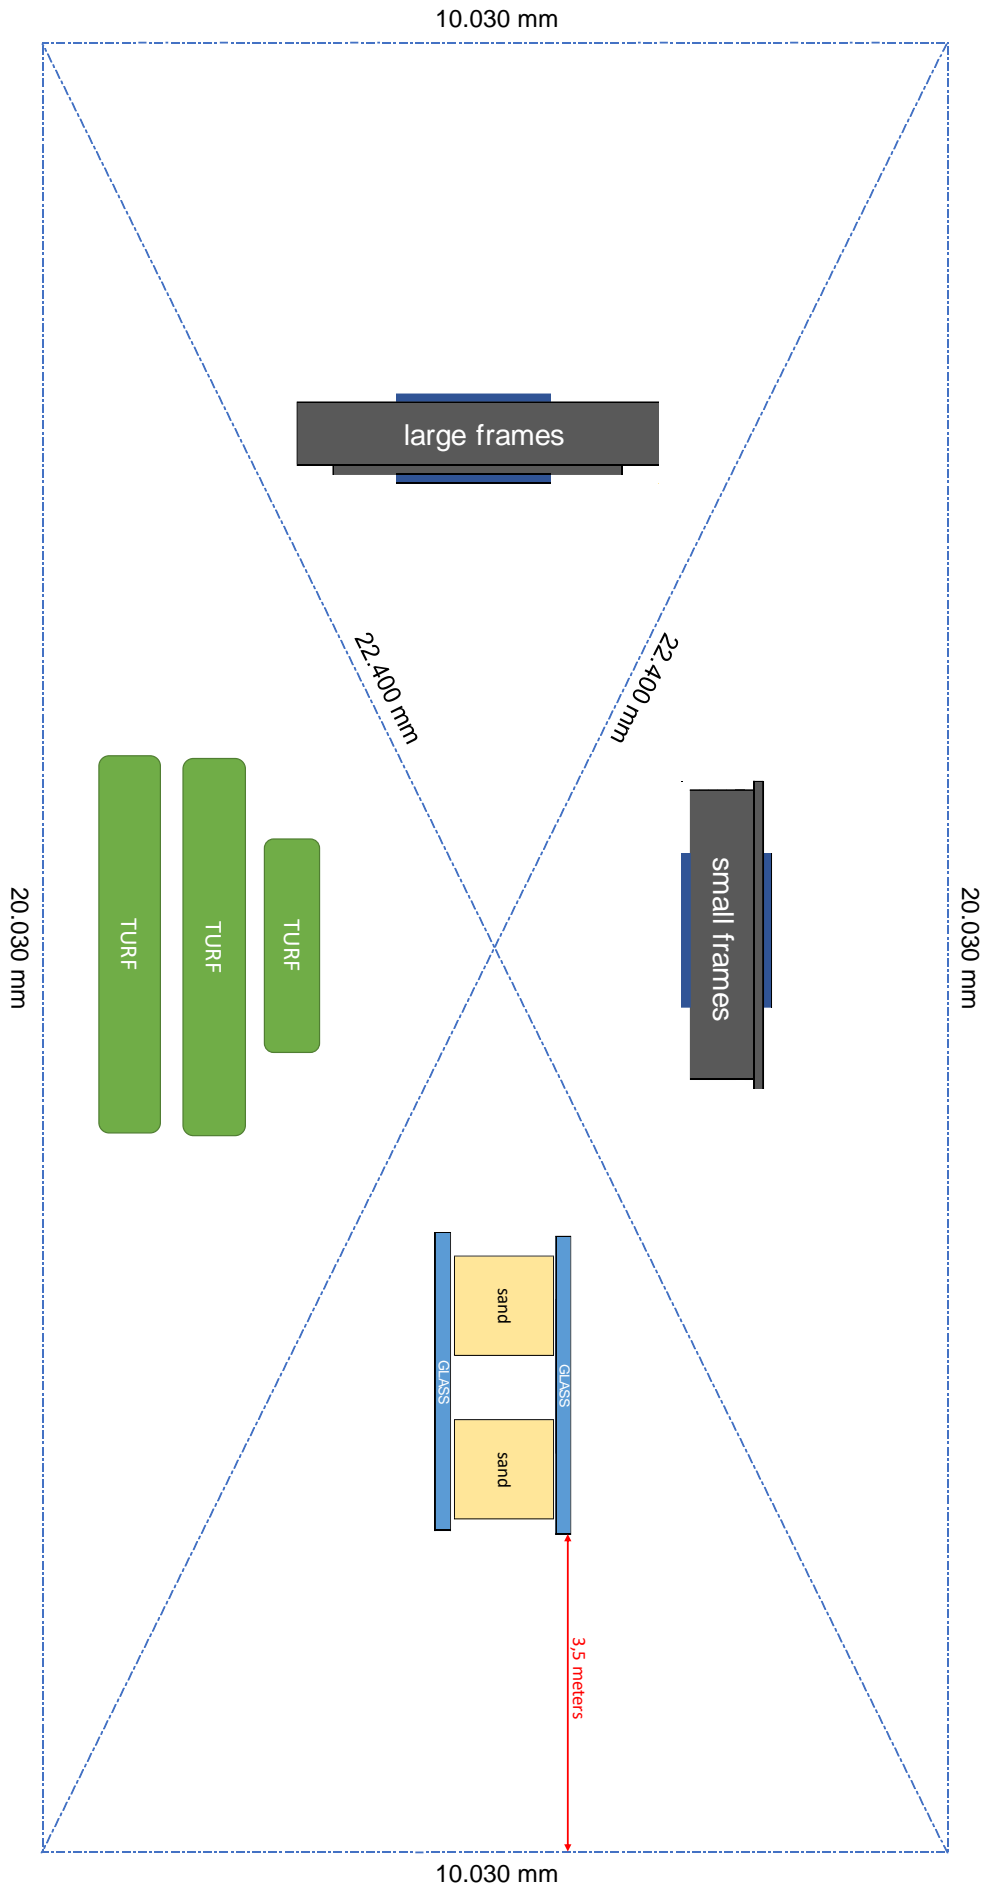 10.030 mm
large frames
22.400 mm
22.400 mm
small frames
TURF
TURF
TURF
20.030 mm
20.030 mm
sand
GLASS
GLASS
sand
3,5 meters
10.030 mm